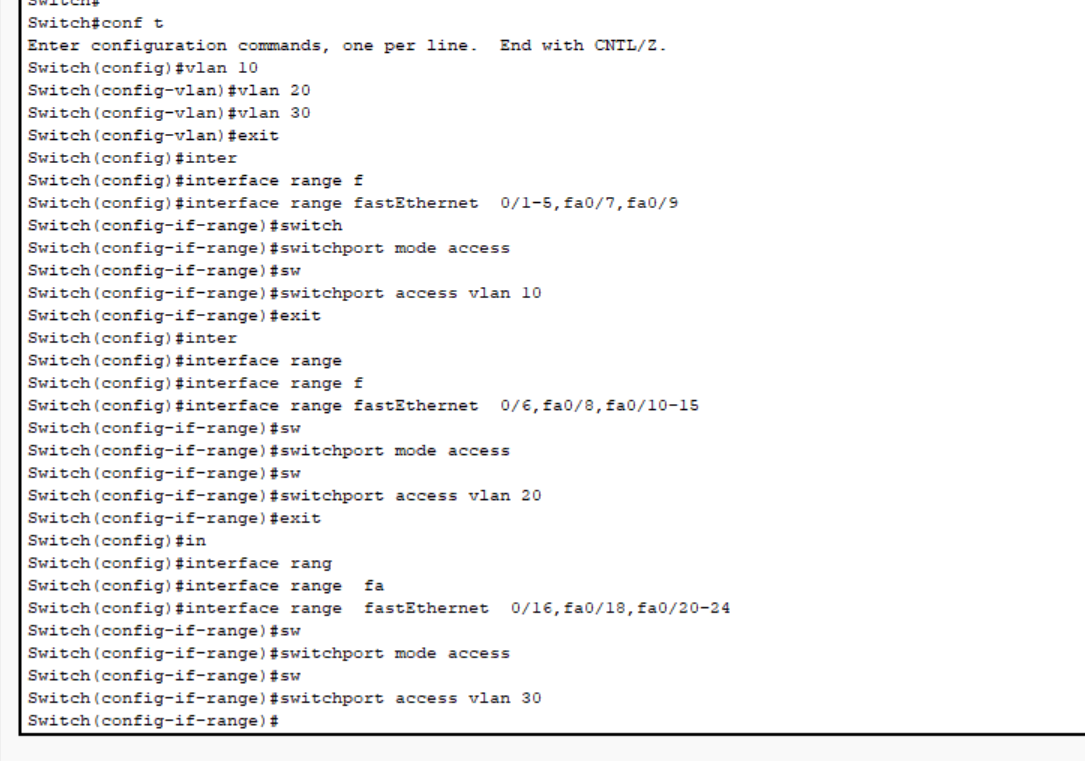 Switch#
Switch#conf t
Enter configuration commands, one per line.  End with CNTL/Z.
Switch(config)#vlan 10
Switch(config-vlan)#vlan 20
Switch(config-vlan)#vlan 30
Switch(config-vlan)#exit
Switch(config)#inter
Switch(config)#interface range f
Switch(config)#interface range fastEthernet  0/1-5,fa0/7,fa0/9
Switch(config-if-range)#switch
Switch(config-if-range)#switchport mode access
Switch(config-if-range)#sw
Switch(config-if-range)#switchport access vlan 10
Switch(config-if-range)#exit
Switch(config)#inter
Switch(config)#interface range
Switch(config)#interface range f
Switch(config)#interface range fastEthernet  0/6,fa0/8,fa0/10-15
Switch(config-if-range)#sw
Switch(config-if-range)#switchport mode access
Switch(config-if-range)#sw
Switch(config-if-range)#switchport access vlan 20
Switch(config-if-range)#exit
Switch(config)#in
Switch(config)#interface rang
Switch(config)#interface range  fa
Switch(config)#interface range  fastEthernet  0/16,fa0/18,fa0/20-24
Switch(config-if-range)#sw
Switch(config-if-range)#switchport mode access
Switch(config-if-range)#sw
Switch(config-if-range)#switchport access vlan 30
Switch(config-if-range)#